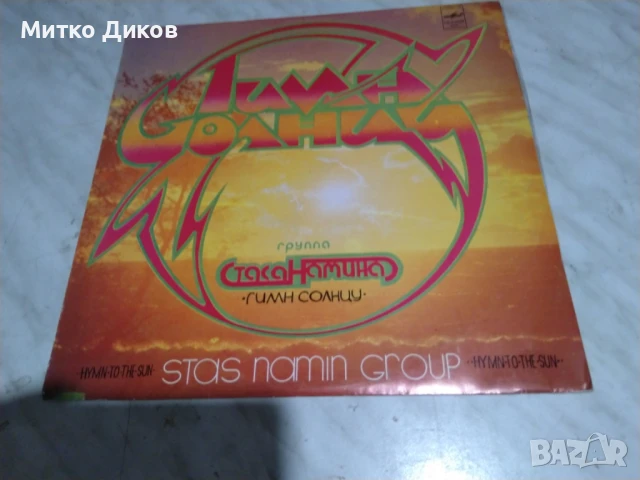 Митко Диков
Гимн
Солнцу
группа
Стаса Намина
·Гимн Солнцу·
·HYMN·TO·THE·SUN·
stas namin group
·HYMN·TO·THE·SUN·
BAZAR